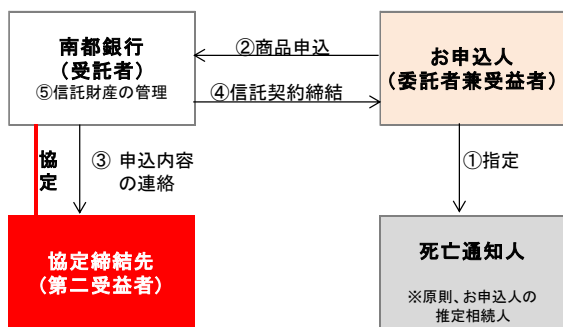 南都銀行
（受託者）
⑤信託財産の管理
②商品申込
④信託契約締結
お申込人
（委託者兼受益者）
協定
③ 申込内容
の連絡
①指定
協定締結先
（第二受益者）
死亡通知人
※原則、お申込人の
推定相続人